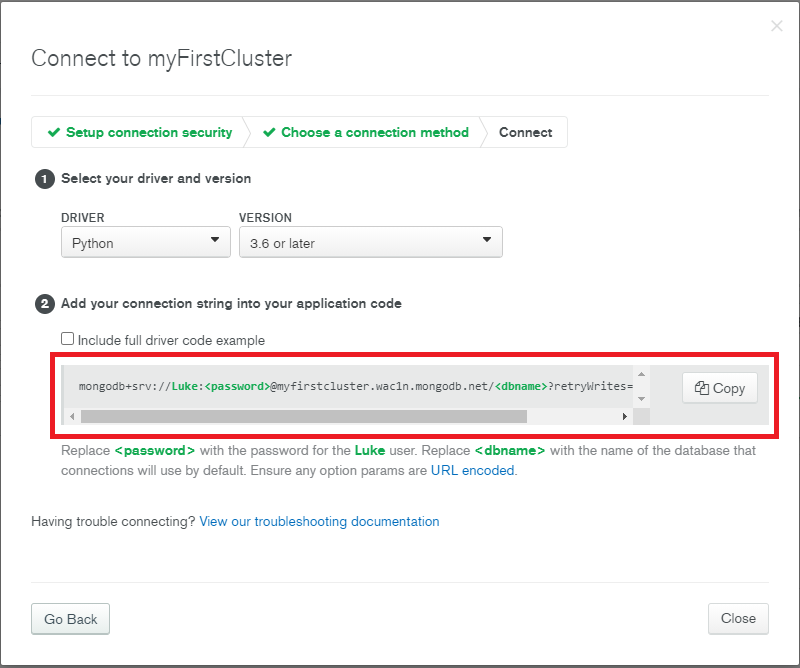 Connect to myFirstCluster
Setup connection security
Choose a connection method
Connect
1 Select your driver and version
DRIVER VERSION
Python 3.6 or later
2 Add your connection string into your application code
Include full driver code example
mongodb+srv://Luke:<password>@myfirstcluster.wac1n.mongodb.net/<dbname>?retryWrites=
Copy
Replace <password> with the password for the Luke user. Replace <dbname> with the name of the database that
connections will use by default. Ensure any option params are URL encoded.
Having trouble connecting? View our troubleshooting documentation
Go Back Close